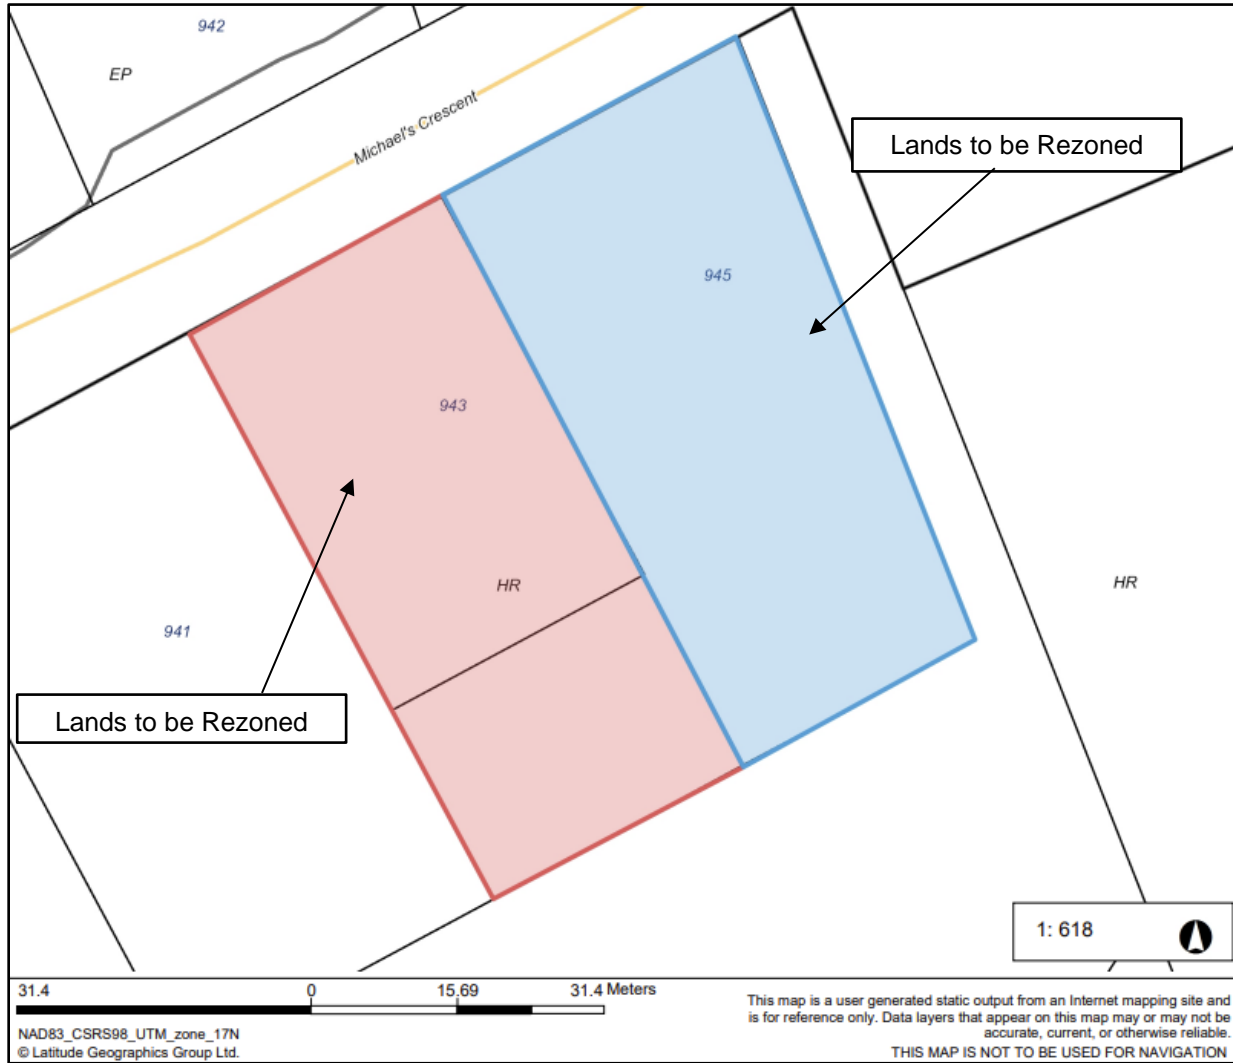 942
EP
Michael's Crescent
Lands to be Rezoned
945
943
HR
HR
941
Lands to be Rezoned
1: 618
31.4 0 15.69 31.4 Meters
NAD83_CSRS98_UTM_zone_17N
© Latitude Geographics Group Ltd.
This map is a user generated static output from an Internet mapping site and
is for reference only. Data layers that appear on this map may or may not be
accurate, current, or otherwise reliable.
THIS MAP IS NOT TO BE USED FOR NAVIGATION